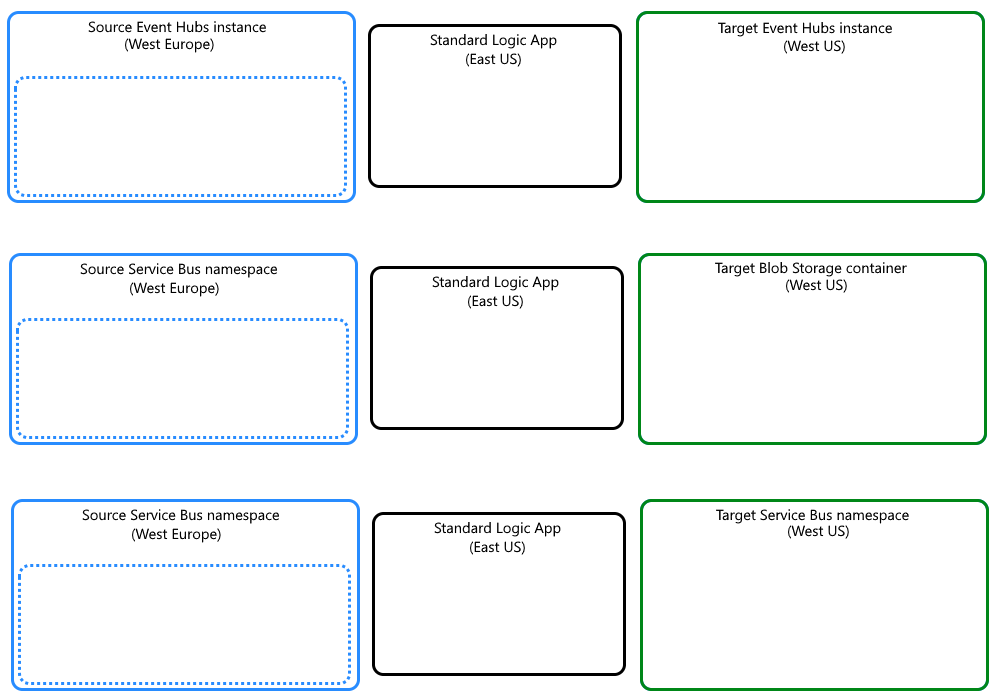 Source Event Hubs instance
(West Europe)
Standard Logic App
(East US)
Target Event Hubs instance
(West US)
Source Service Bus namespace
(West Europe)
Standard Logic App
(East US)
Target Blob Storage container
(West US)
Source Service Bus namespace
(West Europe)
Standard Logic App
(East US)
Target Service Bus namespace
(West US)